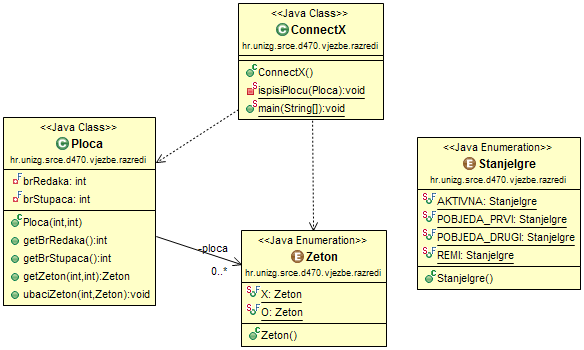 <<Java Class>>
ConnectX
hr.unizg.srce.d470.vjezbe.razredi
ConnectX()
ispisiPlocu(Ploca):void
main(String[]):void
<<Java Class>>
Ploca
hr.unizg.srce.d470.vjezbe.razredi
brRedaka: int
brStupaca: int
Ploca(int,int)
getBrRedaka():int
getBrStupaca():int
getZeton(int,int):Zeton
ubaciZeton(int,Zeton):void
-ploca
0..*
<<Java Enumeration>>
Zeton
hr.unizg.srce.d470.vjezbe.razredi
X: Zeton
O: Zeton
Zeton()
<<Java Enumeration>>
StanjeIgre
hr.unizg.srce.d470.vjezbe.razredi
AKTIVNA: StanjeIgre
POBJEDA_PRVI: StanjeIgre
POBJEDA_DRUGI: StanjeIgre
REMI: StanjeIgre
StanjeIgre()